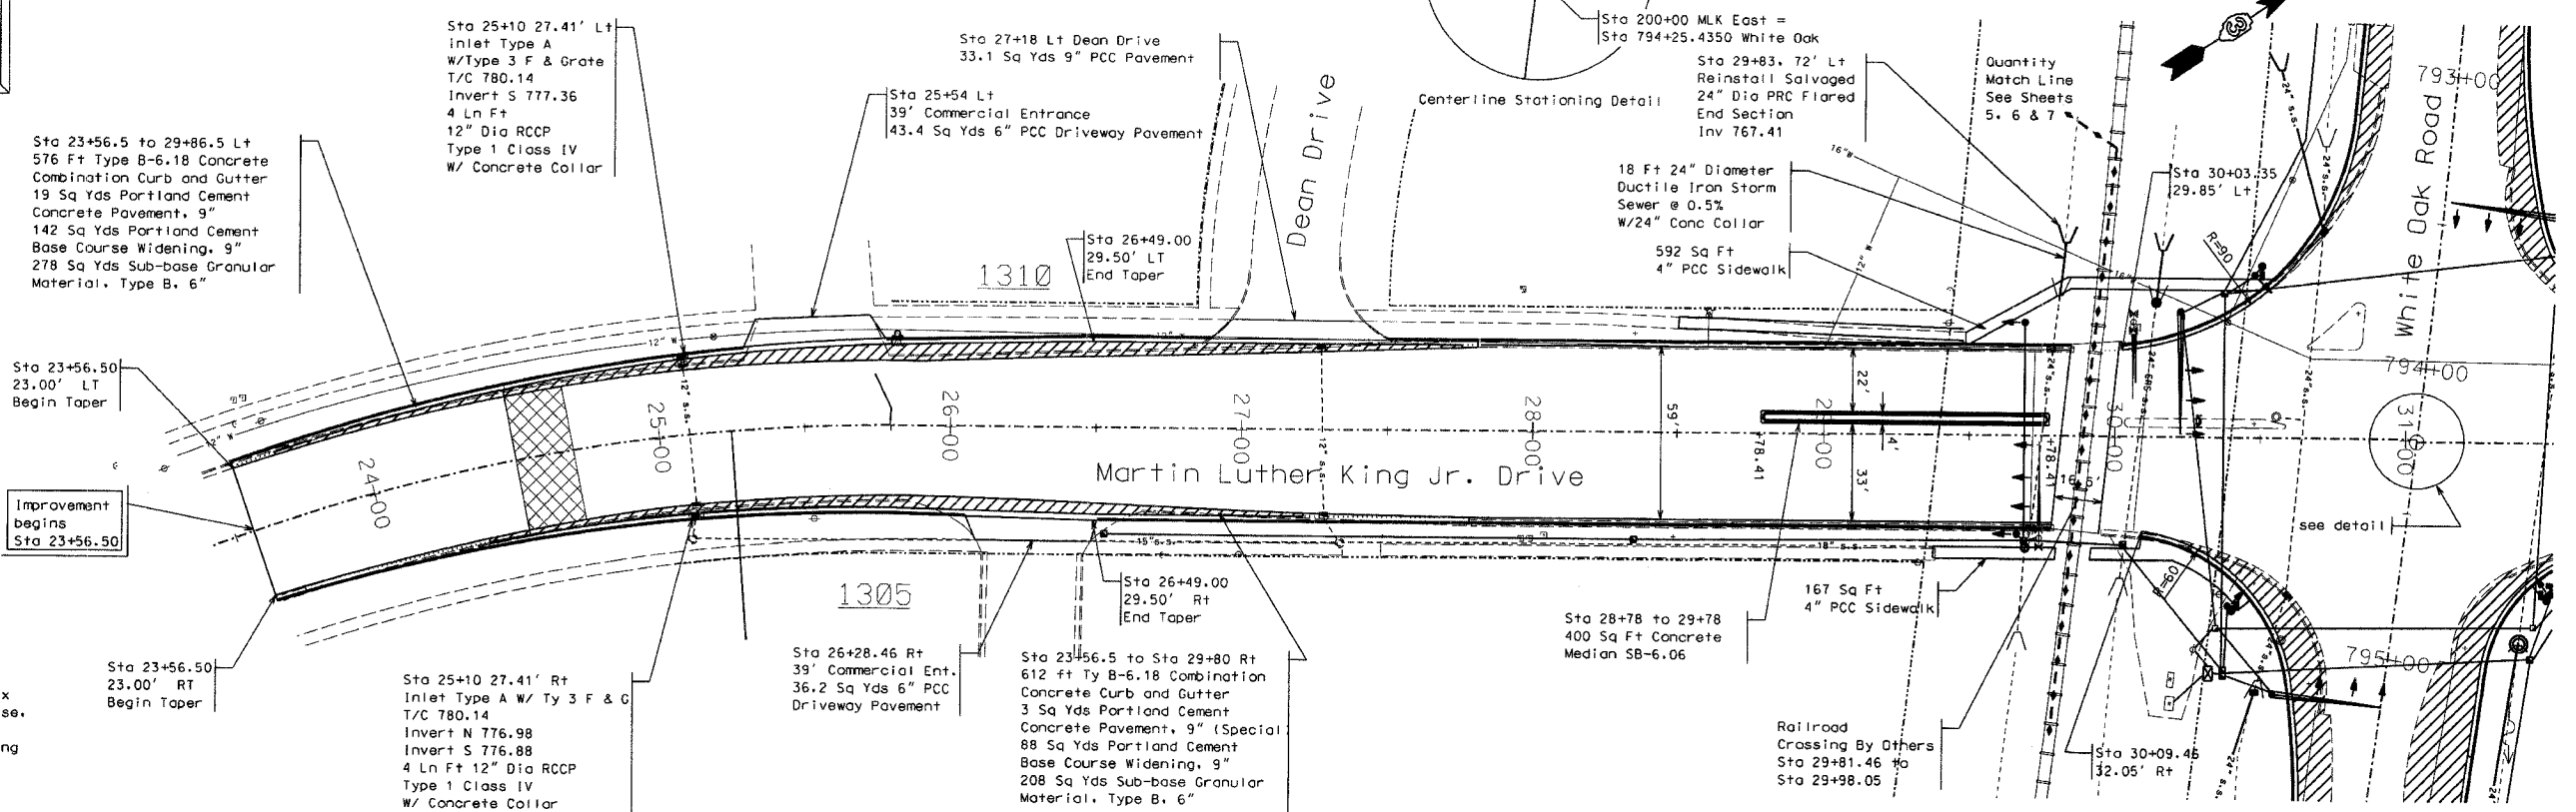 Sta 25+10 27.41' Lt
Inlet Type A
W/Type 3 F & Grate
T/C 780.14
Invert S 777.36
4 Ln Ft
12" Dia RCCP
Type 1 Class IV
W/ Concrete Collar
Sta 27+18 Lt Dean Drive
33.1 Sq Yds 9" PCC Pavement
Sta 25+54 Lt
39' Commercial Entrance
43.4 Sq Yds 6" PCC Driveway Pavement
Sta 200+00 MLK East =
Sta 794+25.4350 White Oak
Centerline Stationing Detail
Sta 29+83. 72' Lt
Reinstall Salvaged
24" Dia PRC Flared
End Section
Inv 767.41
Quantity
Match Line
See Sheets
5. 6 & 7
Sta 23+56.5 to 29+86.5 Lt
576 Ft Type B-6.18 Concrete
Combination Curb and Gutter
19 Sq Yds Portland Cement
Concrete Pavement. 9"
142 Sq Yds Portland Cement
Base Course Widening. 9"
278 Sq Yds Sub-base Granular
Material. Type B. 6"
18 Ft 24" Diameter
Ductile Iron Storm
Sewer @ 0.5%
W/24" Conc Collar
592 Sq Ft
4" PCC Sidewalk
Sta 30+03.35
29.85' Lt
Dean Drive
White Oak Road
793+00
794+00
795+00
R=90
R=60
16"W
12"W
24" s.s.
1310
Sta 26+49.00
29.50' LT
End Taper
Sta 23+56.50
23.00' LT
Begin Taper
12" W
24+00
25+00
26+00
27+00
28+00
30+00
31+00
12" s.s.
12" s.s.
59'
22'
4'
33'
+78.41
+78.41
Martin Luther King Jr. Drive
see detail
Improvement
begins
Sta 23+56.50
15" s.s.
18" s.s.
1305
Sta 26+49.00
29.50' Rt
End Taper
167 Sq Ft
4" PCC Sidewalk
Sta 28+78 to 29+78
400 Sq Ft Concrete
Median SB-6.06
Sta 23+56.50
23.00' RT
Begin Taper
Sta 25+10 27.41' Rt
Inlet Type A W/ Ty 3 F & G
T/C 780.14
Invert N 776.98
Invert S 776.88
4 Ln Ft 12" Dia RCCP
Type 1 Class IV
W/ Concrete Collar
Sta 26+28.46 Rt
39' Commercial Ent.
36.2 Sq Yds 6" PCC
Driveway Pavement
Sta 23+56.5 to Sta 29+80 Rt
612 ft Ty B-6.18 Combination
Concrete Curb and Gutter
3 Sq Yds Portland Cement
Concrete Pavement. 9" (Special
88 Sq Yds Portland Cement
Base Course Widening. 9"
208 Sq Yds Sub-base Granular
Material. Type B. 6"
Railroad
Crossing By Others
Sta 29+81.46 to
Sta 29+98.05
Sta 30+09.46
32.05' Rt
x
se.
ng